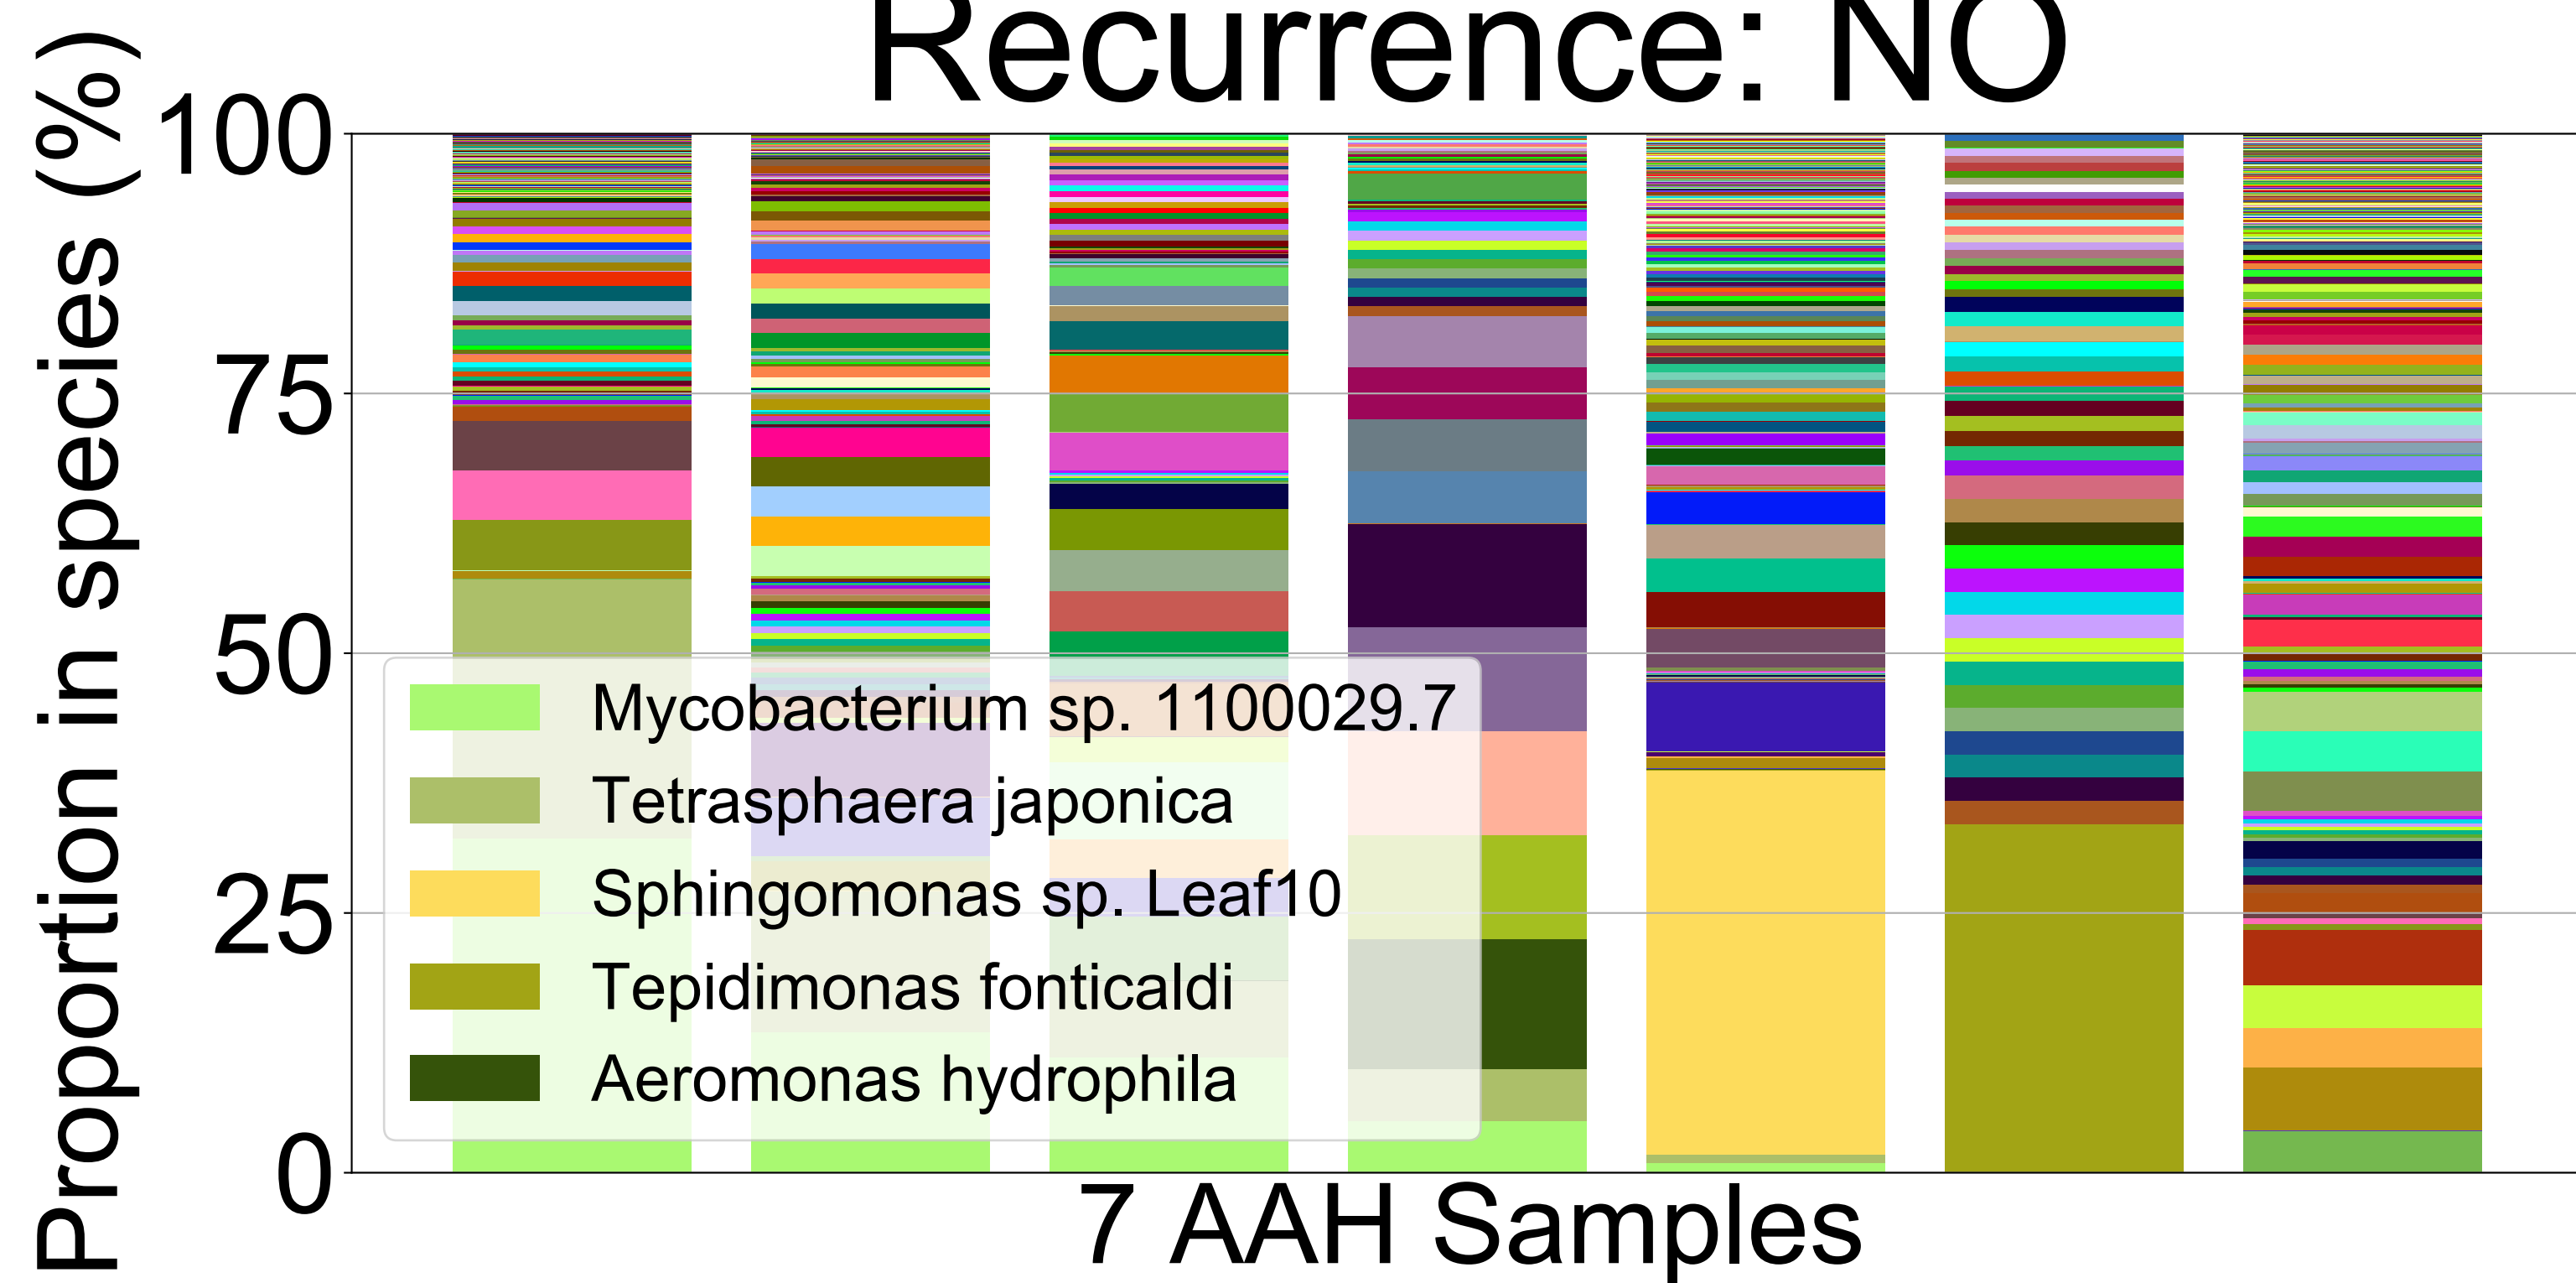 Recurrence: NO
Proportion in species (%)
100
75
50
25
0
Mycobacterium sp. 1100029.7
Tetrasphaera japonica
Sphingomonas sp. Leaf10
Tepidimonas fonticaldi
Aeromonas hydrophila
7 AAH Samples